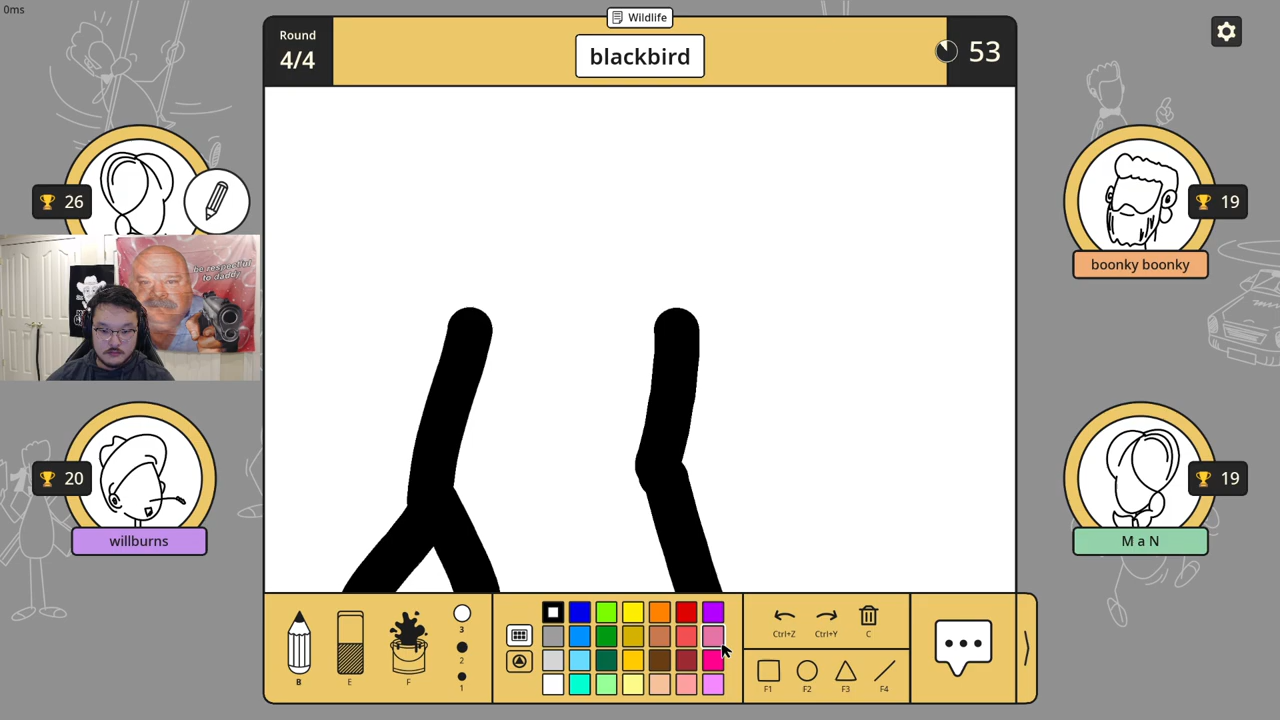 0ms
Wildlife
Round
4/4
blackbird
53
26
19
be respectful
to daddy
boonky boonky
20
19
willburns
M a N
B
E
F
3
2
1
Ctrl+Z
Ctrl+Y
C
F1
F2
F3
F4